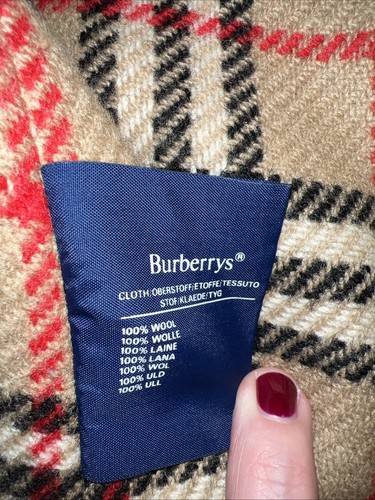 Burberrys®
CLOTH/OBERSTOFF/ETOFFE/TESSUTO
STOF/KLAEDE/TYG
100% WOOL
100% WOLLE
100% LAINE
100% LANA
100% WOL
100% ULD
100% ULL